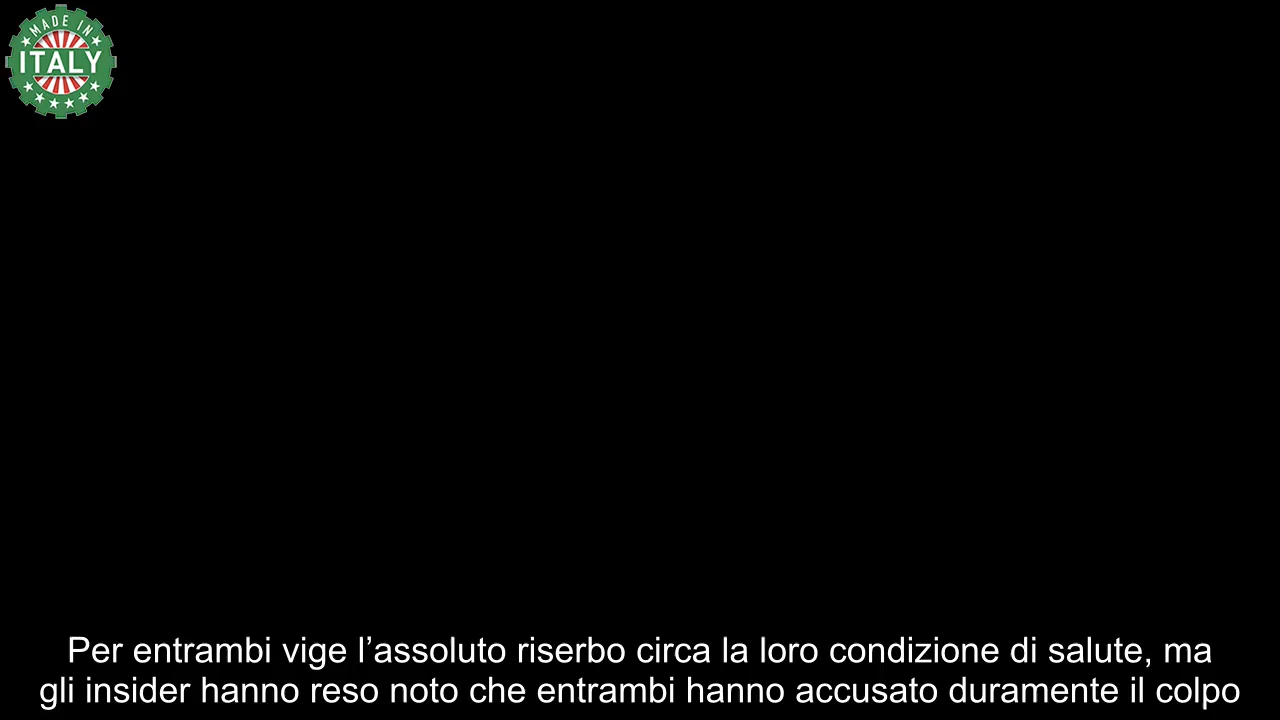 MADE IN
ITALY
Per entrambi vige l’assoluto riserbo circa la loro condizione di salute, ma
gli insider hanno reso noto che entrambi hanno accusato duramente il colpo